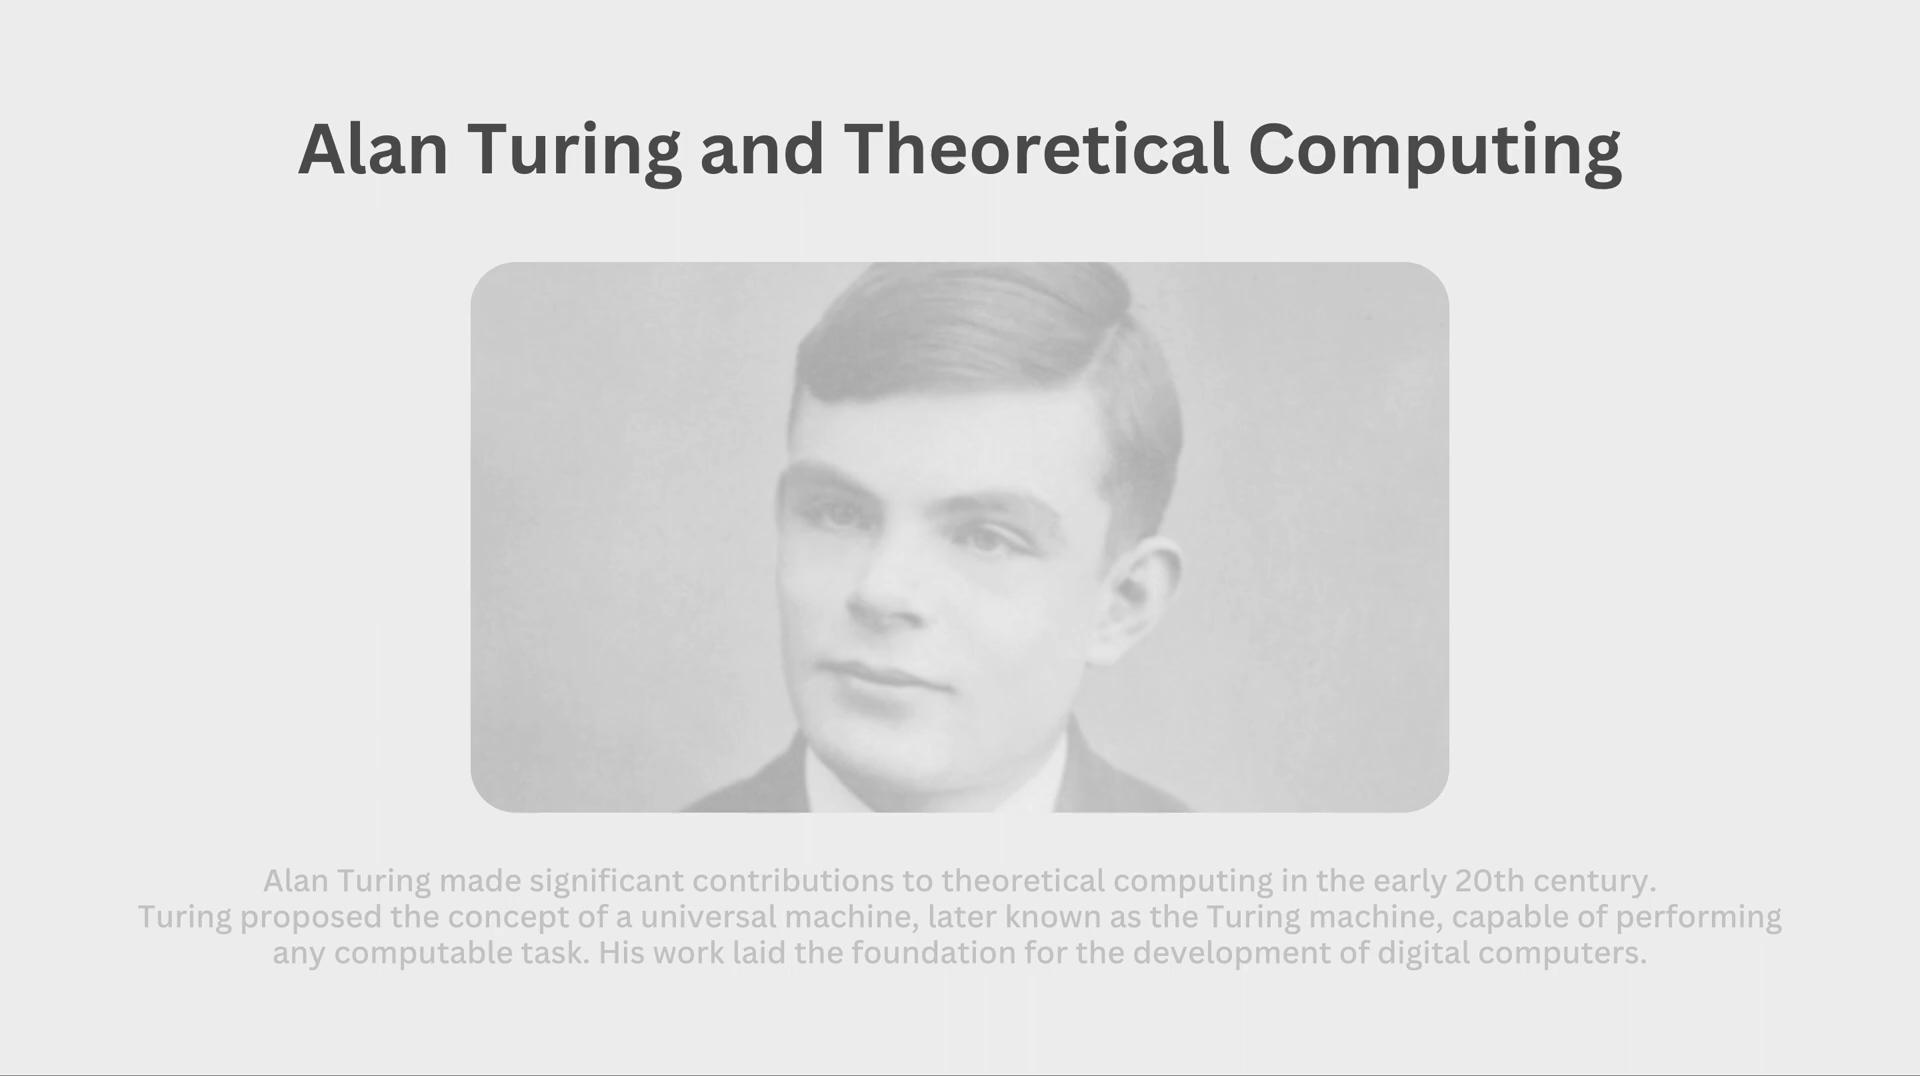 Alan Turing and Theoretical Computing
Alan Turing made significant contributions to theoretical computing in the early 20th century.
Turing proposed the concept of a universal machine, later known as the Turing machine, capable of performing
any computable task. His work laid the foundation for the development of digital computers.